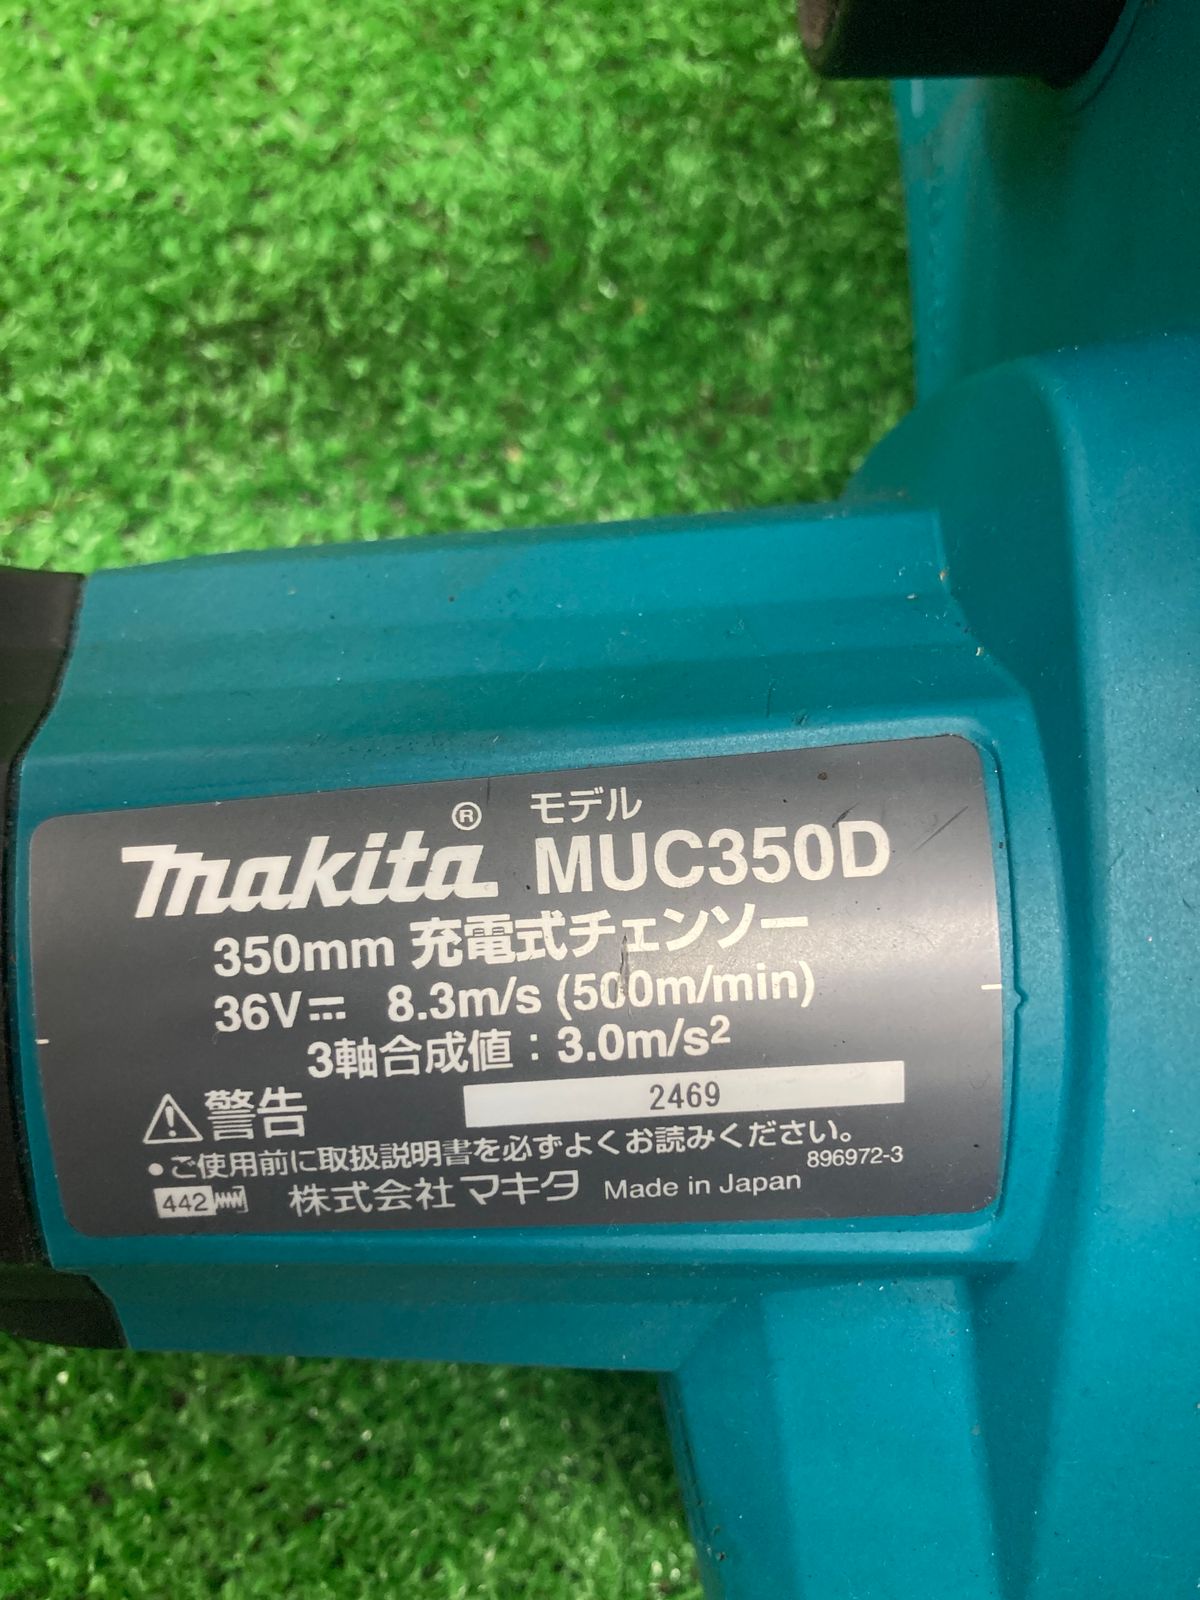 モデル
makita® MUC350D
350mm 充電式チェンソー
36V⎓ 8.3m/s (500m/min)
3軸合成値：3.0m/s²
⚠警告 2469
●ご使用前に取扱説明書を必ずよくお読みください。
896972-3
442 株式会社マキタ Made in Japan